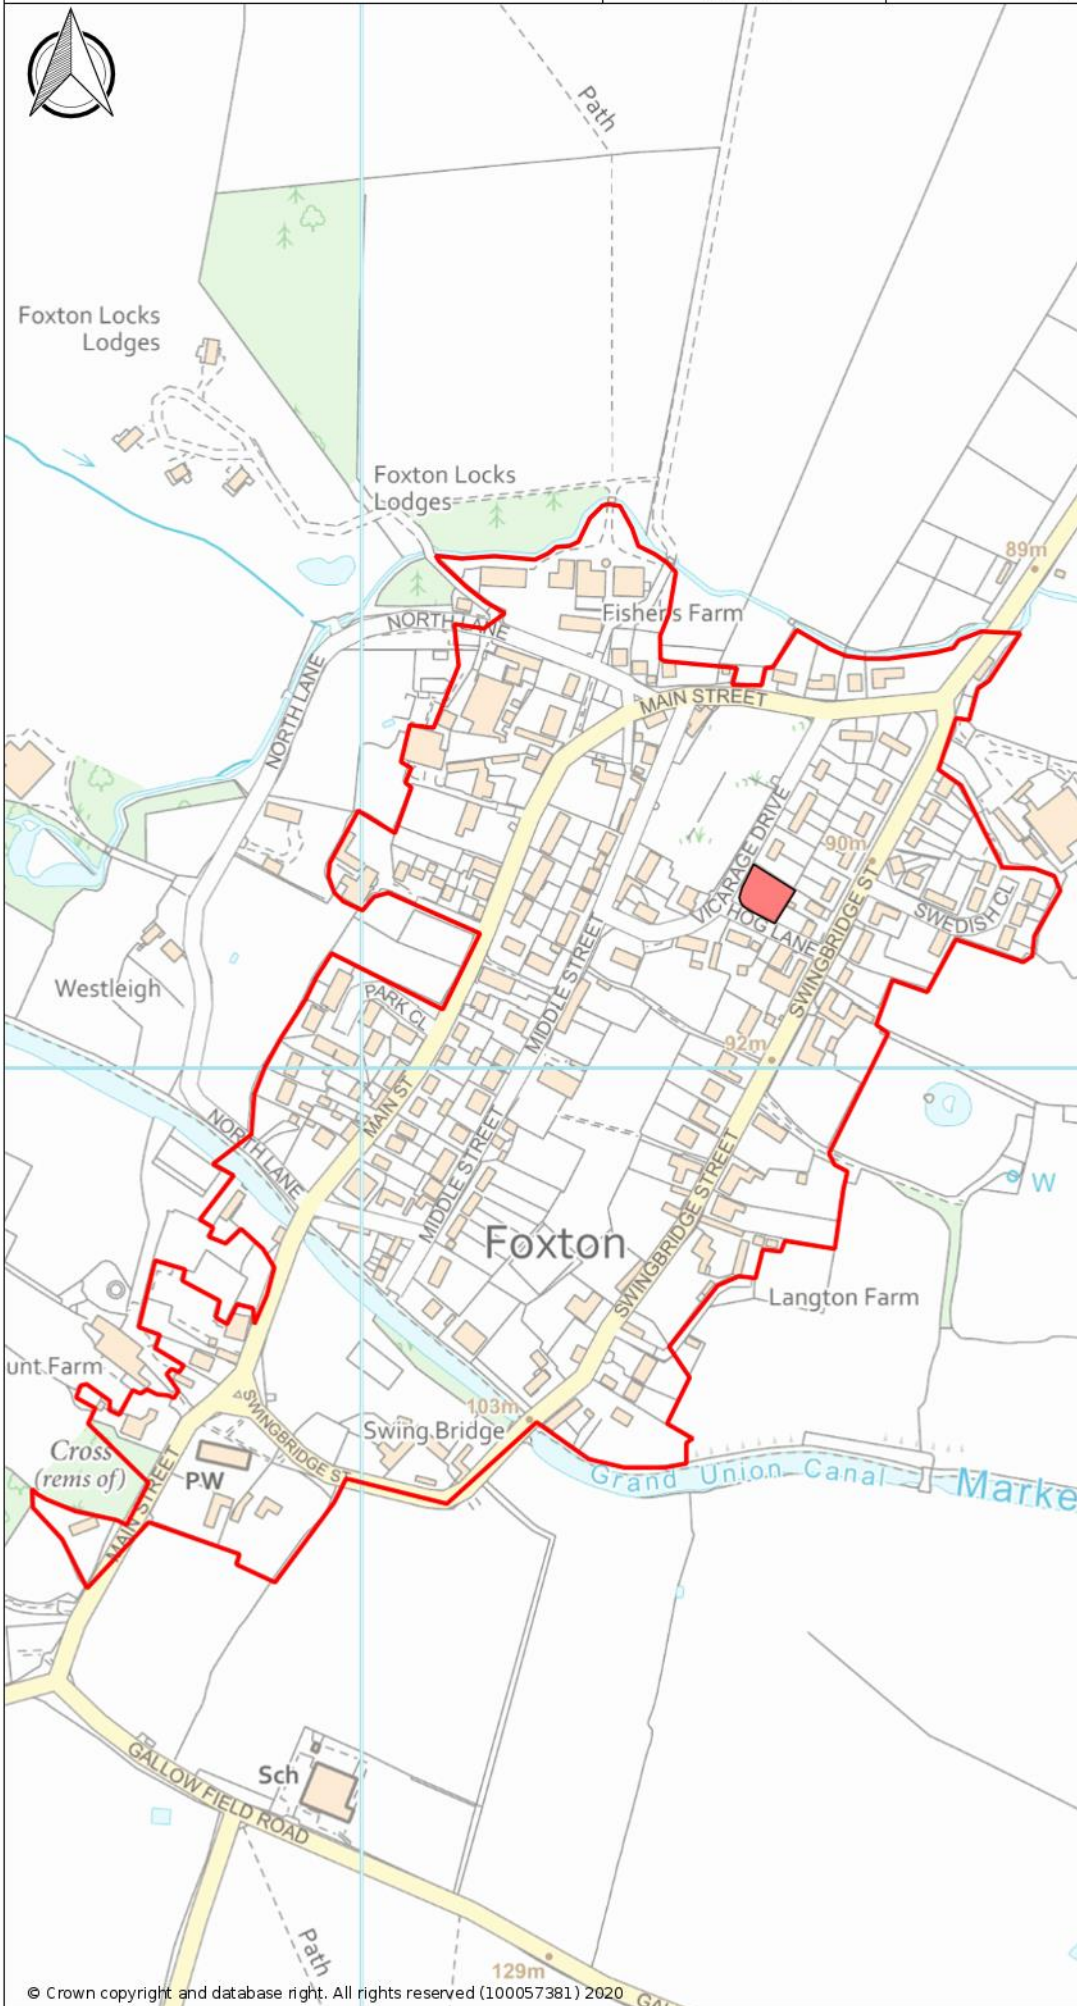 Path
Foxton Locks
Lodges
Foxton Locks
Lodges
89m
Fisher's Farm
NORTH LANE
NORTH LANE
MAIN STREET
VICARAGE DRIVE
90m
HOG LANE
SWEDISH CL
SWINGBRIDGE ST
MIDDLE STREET
Westleigh
PARK CL
92m
MAIN ST
NORTH LANE
MIDDLE STREET
W
SWINGBRIDGE STREET
Foxton
Langton Farm
unt Farm
103m
Swing Bridge
SWINGBRIDGE ST
Cross
(rems of)
PW
MAIN STREET
Grand Union Canal
Marke
Sch
GALLOW FIELD ROAD
Path
129m
GAL
© Crown copyright and database right. All rights reserved (100057381) 2020